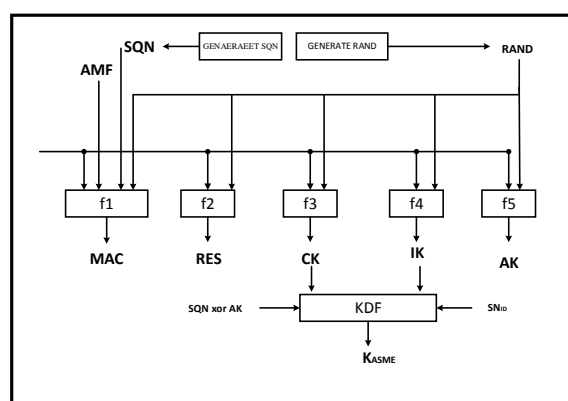 SQN
GENAERAEET SQN
GENERATE RAND
RAND
AMF
f1
f2
f3
f4
f5
MAC
RES
CK
IK
AK
SQN xor AK
KDF
SNID
KASME